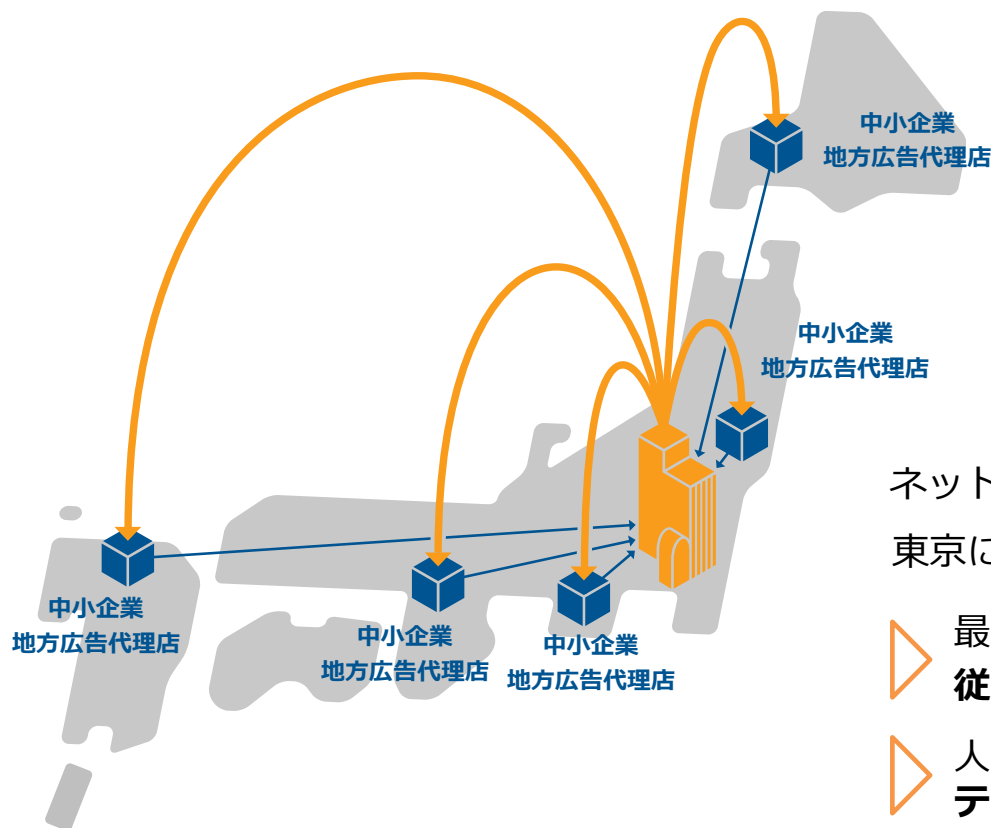 中小企業
地方広告代理店
中小企業
地方広告代理店
ネット
東京に
中小企業
地方広告代理店
中小企業
地方広告代理店
中小企業
地方広告代理店
最
従
人
テ